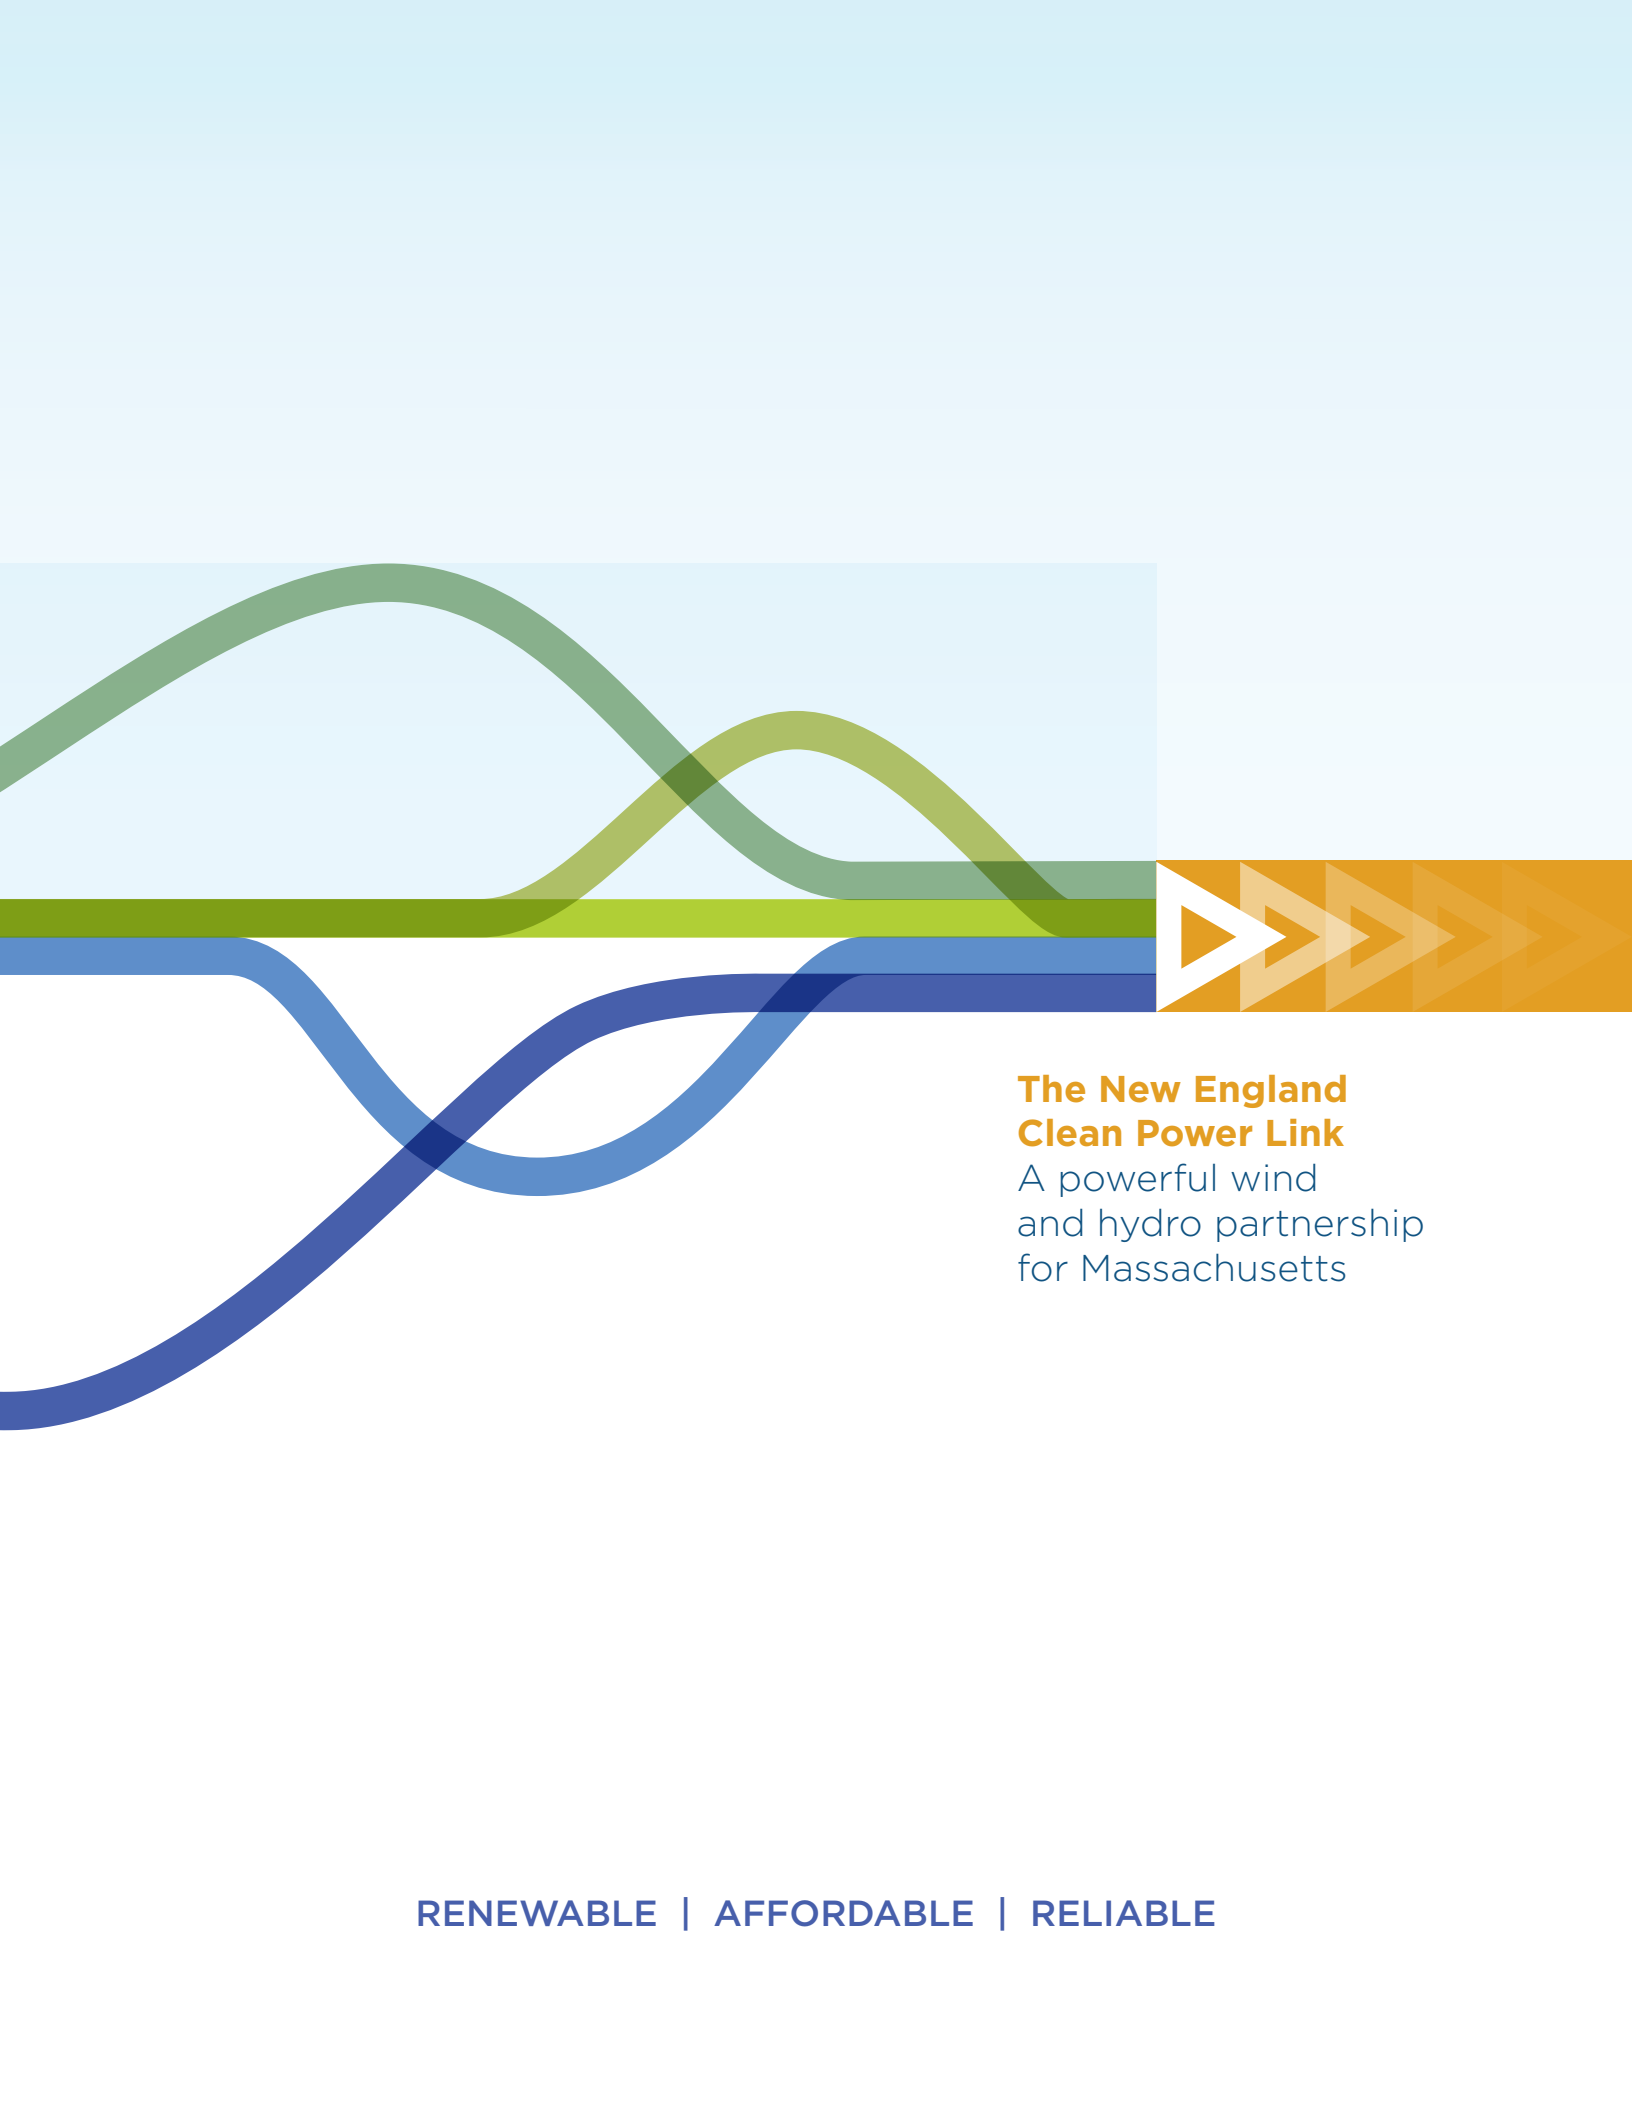 The New England
Clean Power Link
A powerful wind
and hydro partnership
for Massachusetts
RENEWABLE | AFFORDABLE | RELIABLE